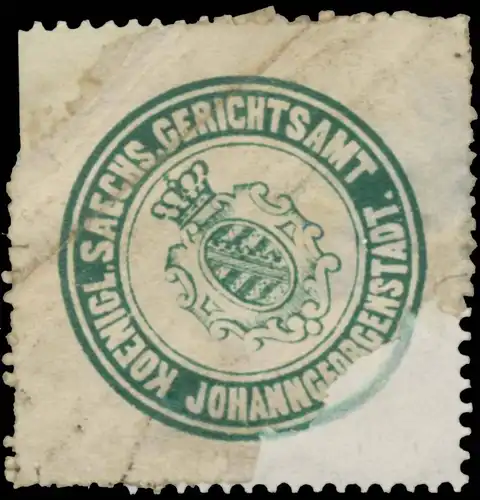 KOENIGL. SAECHS. GERICHTSAMT.
JOHANNGEORGENSTADT.